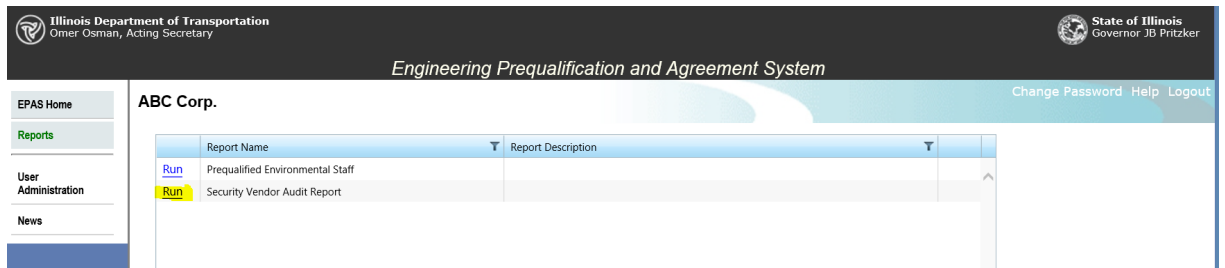 Illinois Department of Transportation
Omer Osman, Acting Secretary
State of Illinois
Governor JB Pritzker
Engineering Prequalification and Agreement System
Change Password Help Logout
EPAS Home
Reports
User
Administration
News
ABC Corp.
Report Name Report Description
Run Prequalified Environmental Staff
Run Security Vendor Audit Report